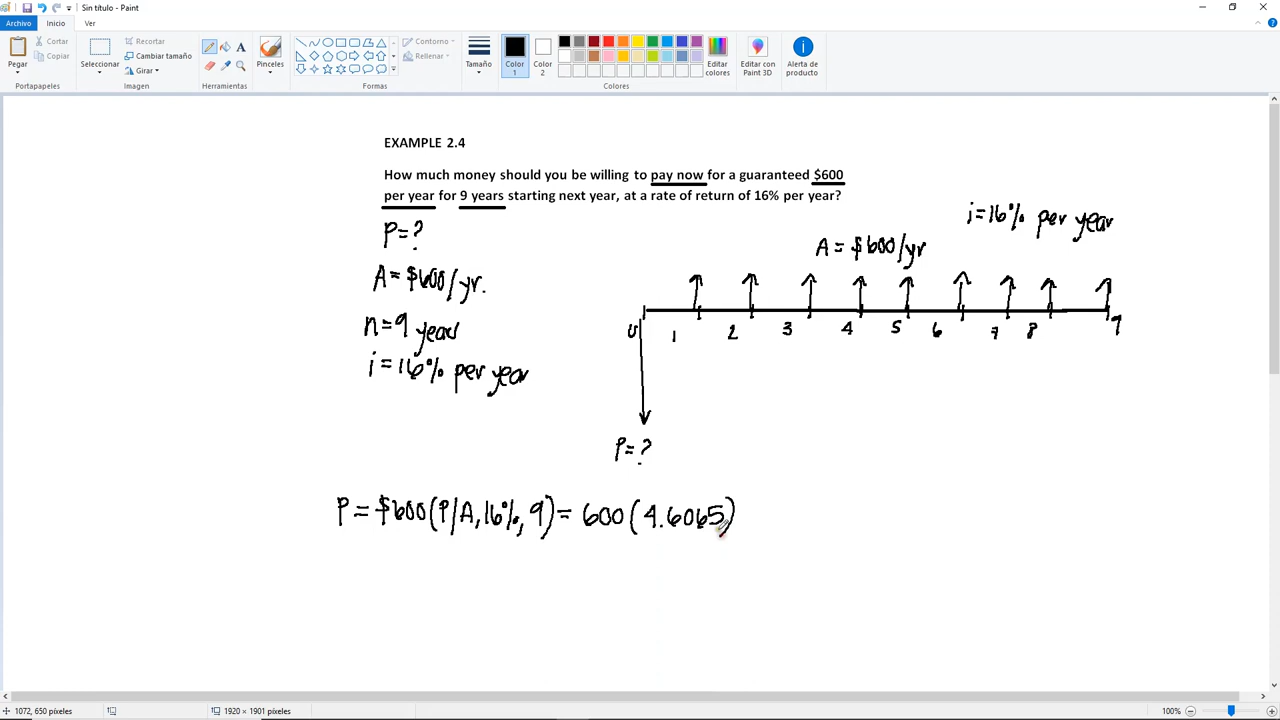 Sin título - Paint
Archivo Inicio Ver
Pegar
Cortar
Copiar
Portapapeles
Seleccionar
Recortar
Cambiar tamaño
Girar
Imagen
A
Herramientas
Pinceles
Contorno
Rellenar
Formas
Tamaño
Color 1
Color 2
Editar colores
Colores
Editar con Paint 3D
Alerta de producto
EXAMPLE 2.4
How much money should you be willing to pay now for a guaranteed $600
per year for 9 years starting next year, at a rate of return of 16% per year?
P=?
A=$600/yr.
n=9 years
i=16% per year
i=16% per year
A=$600/yr
0 1 2 3 4 5 6 7 8 9
P=?
P=$600(P/A,16%,9)=600(4.6065)
1072, 650 píxeles
1920 × 1901 píxeles
100%